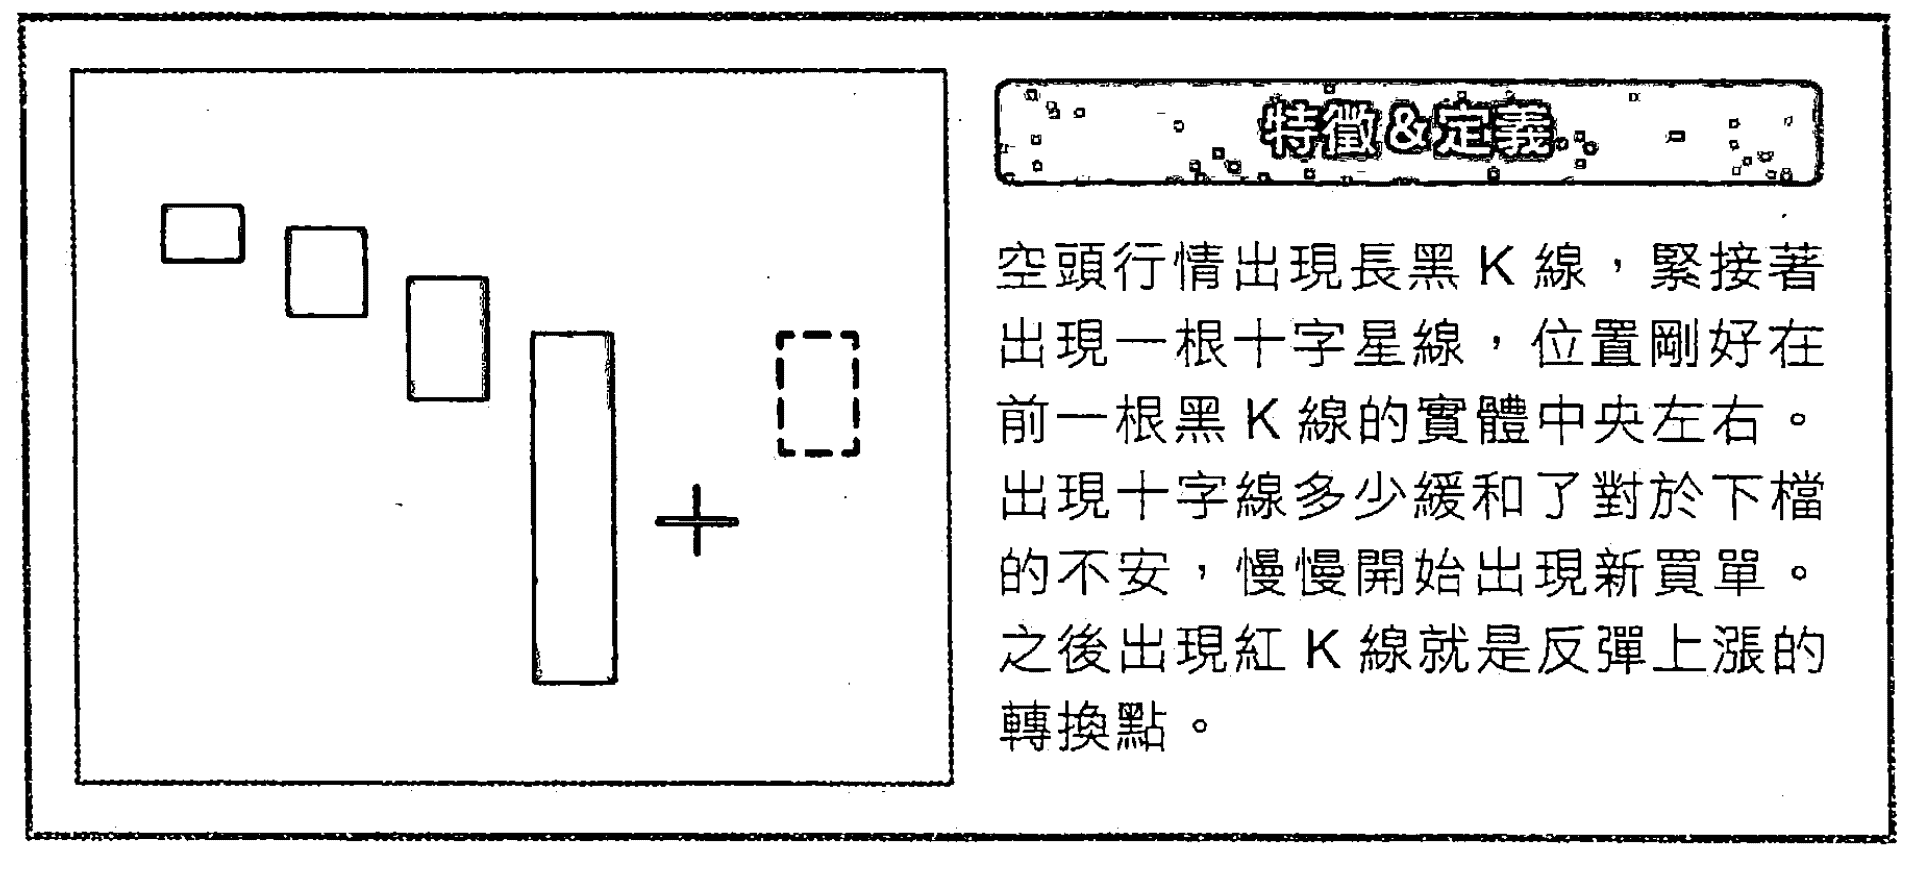 特徵&定義
空頭行情出現長黑 K 線，緊接著
出現一根十字星線，位置剛好在
前一根黑 K 線的實體中央左右。
出現十字線多少緩和了對於下檔
的不安，慢慢開始出現新買單。
之後出現紅 K 線就是反彈上漲的
轉換點。